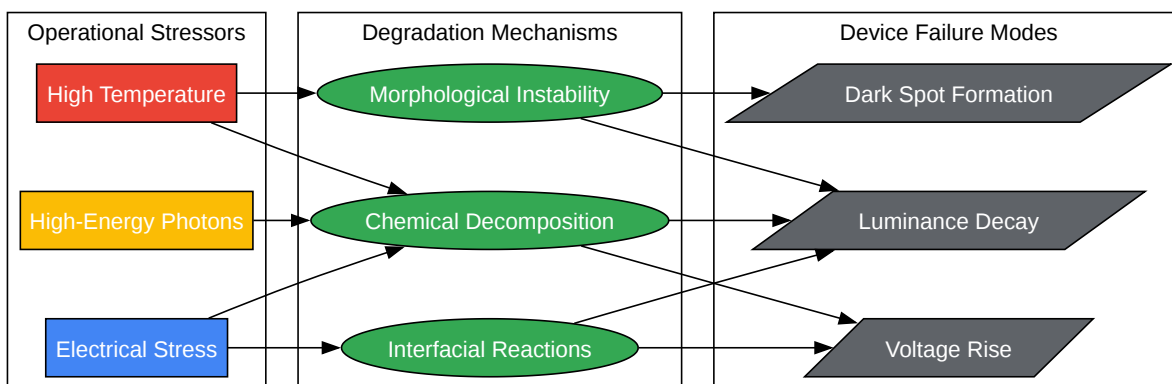 Operational Stressors
Degradation Mechanisms
Device Failure Modes
High Temperature
Morphological Instability
Dark Spot Formation
High-Energy Photons
Chemical Decomposition
Luminance Decay
Electrical Stress
Interfacial Reactions
Voltage Rise